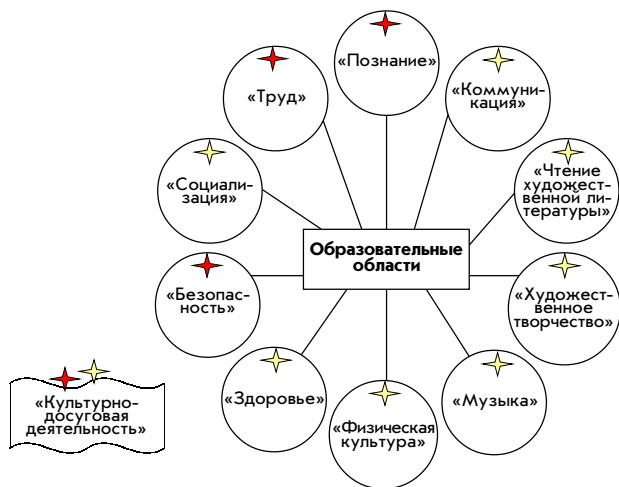 «Познание»
«Труд»
«Коммуни-
кация»
«Социали-
зация»
«Чтение
художест-
венной ли-
тературы»
Образовательные
области
«Безопас-
ность»
«Художест-
венное
творчество»
«Здоровье»
«Музыка»
«Физическая
культура»
«Культурно-
досуговая
деятельность»